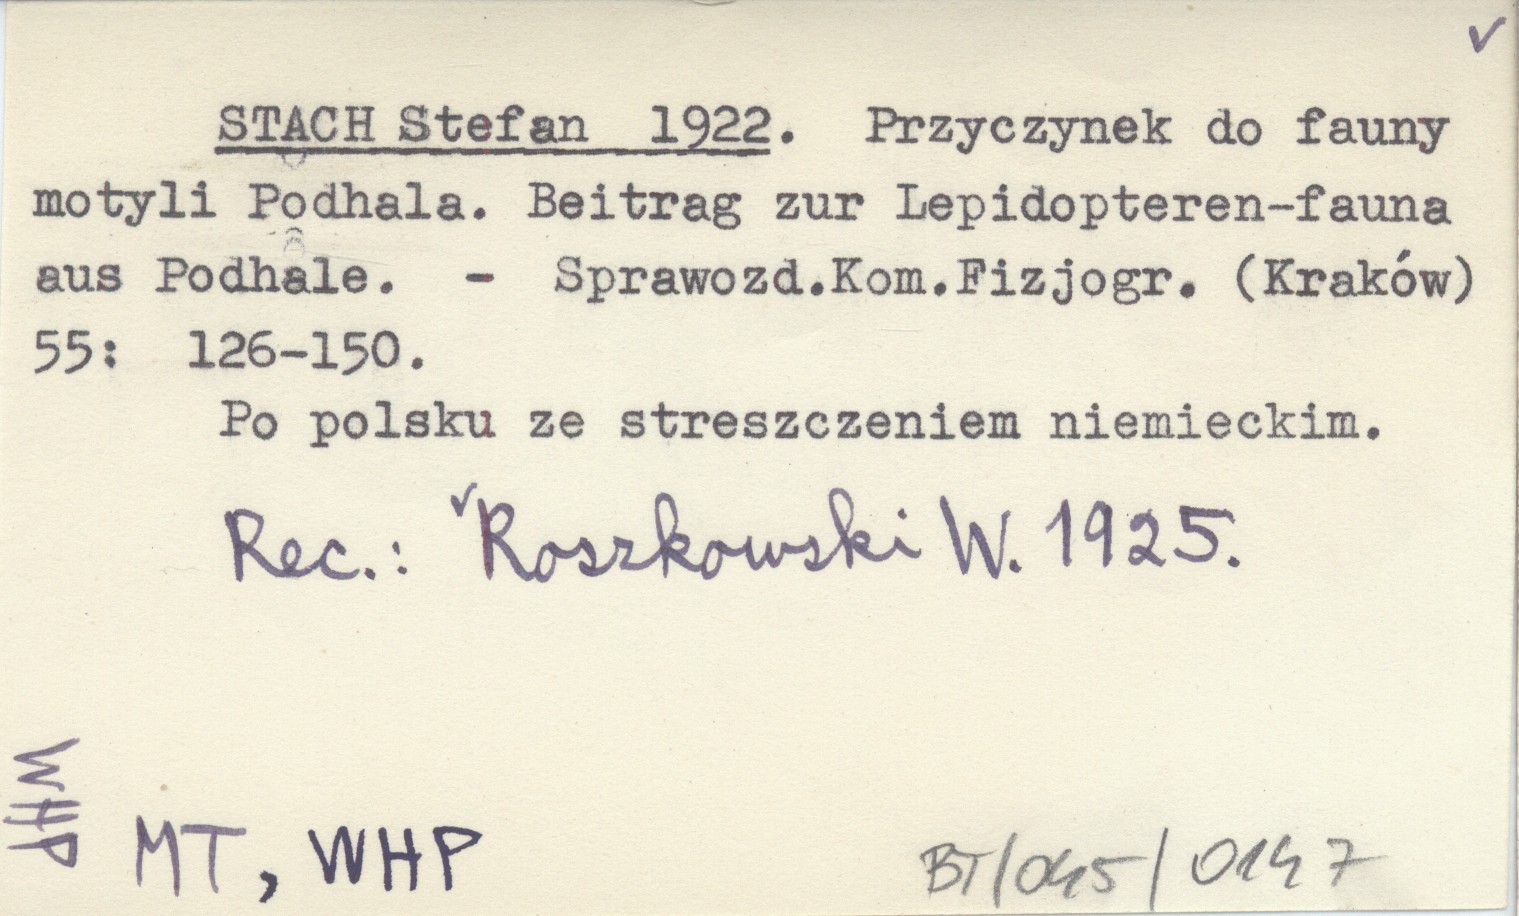 STACH Stefan 1922. Przyczynek do fauny
motyli Podhala. Beitrag zur Lepidopteren-fauna
aus Podhale. - Sprawozd.Kom.Fizjogr. (Kraków)
55: 126-150.
Po polsku ze streszczeniem niemieckim.
Rec.: Roszkowski W. 1925.
WHP
MT, WHP
BT/045/0147